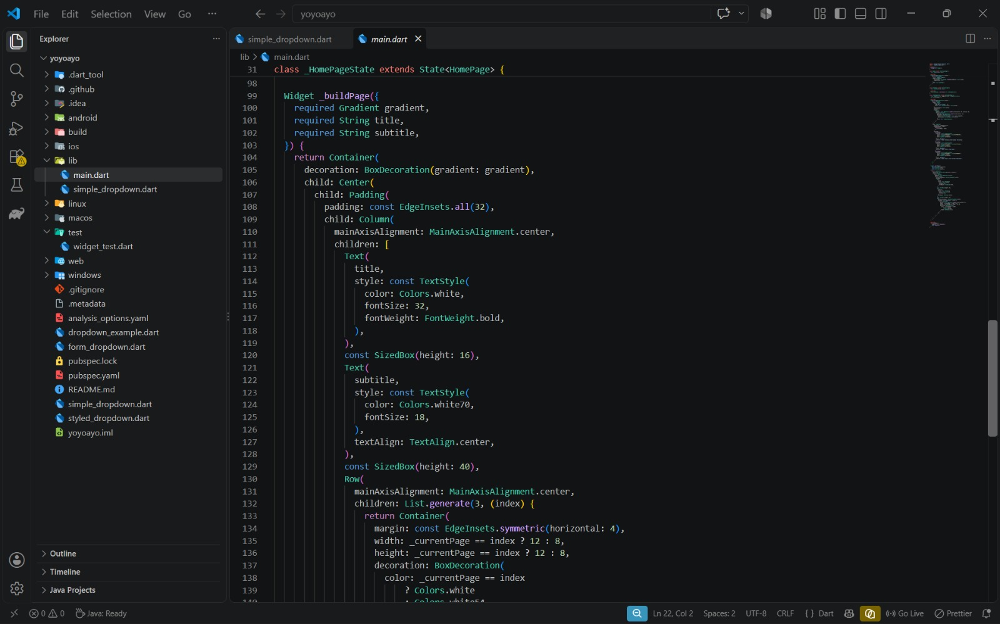 File Edit Selection View Go ··· yoyoayo
Explorer ···
yoyoayo
.dart_tool
.github
.idea
android
build
ios
lib
main.dart
simple_dropdown.dart
linux
macos
test
widget_test.dart
web
windows
.gitignore
.metadata
analysis_options.yaml
dropdown_example.dart
form_dropdown.dart
pubspec.lock
pubspec.yaml
README.md
simple_dropdown.dart
styled_dropdown.dart
yoyoayo.iml
Outline
Timeline
Java Projects
simple_dropdown.dart main.dart
lib > main.dart
31 class _HomePageState extends State<HomePage> {
98
99 Widget _buildPage({
100 required Gradient gradient,
101 required String title,
102 required String subtitle,
103 }) {
104 return Container(
105 decoration: BoxDecoration(gradient: gradient),
106 child: Center(
107 child: Padding(
108 padding: const EdgeInsets.all(32),
109 child: Column(
110 mainAxisAlignment: MainAxisAlignment.center,
111 children: [
112 Text(
113 title,
114 style: const TextStyle(
115 color: Colors.white,
116 fontSize: 32,
117 fontWeight: FontWeight.bold,
118 ),
119 ),
120 const SizedBox(height: 16),
121 Text(
122 subtitle,
123 style: const TextStyle(
124 color: Colors.white70,
125 fontSize: 18,
126 ),
127 textAlign: TextAlign.center,
128 ),
129 const SizedBox(height: 40),
130 Row(
131 mainAxisAlignment: MainAxisAlignment.center,
132 children: List.generate(3, (index) {
133 return Container(
134 margin: const EdgeInsets.symmetric(horizontal: 4),
135 width: _currentPage == index ? 12 : 8,
136 height: _currentPage == index ? 12 : 8,
137 decoration: BoxDecoration(
138 color: _currentPage == index
139 ? Colors.white
140 : Colors.white54
0 0 Java: Ready Ln 22, Col 2 Spaces: 2 UTF-8 CRLF { } Dart Go Live Prettier